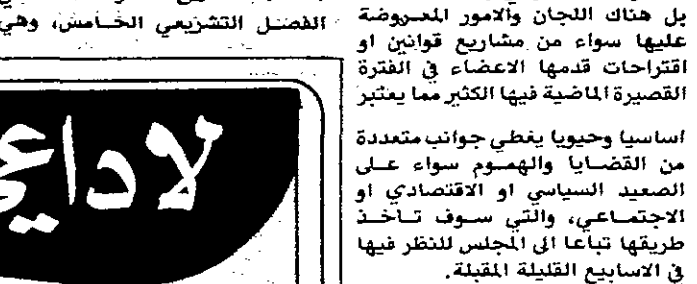 بل هناك اللجان والامور المعروضة
عليها سواء من مشاريع قوانين او
اقتراحات قدمها الاعضاء في الفترة
القصيرة الماضية فيها الكثير مما يعتبر
اساسيا وحيويا يغطي جوانب متعددة
من القضايا والهموم سواء على
الصعيد السياسي او الاقتصادي او
الاجتماعي، والتي سوف تاخذ
طريقها تباعا الى المجلس للنظر فيها
في الاسابيع القليلة المقبلة.
الفصل التشريعي الخامس، وهي
لا داعي